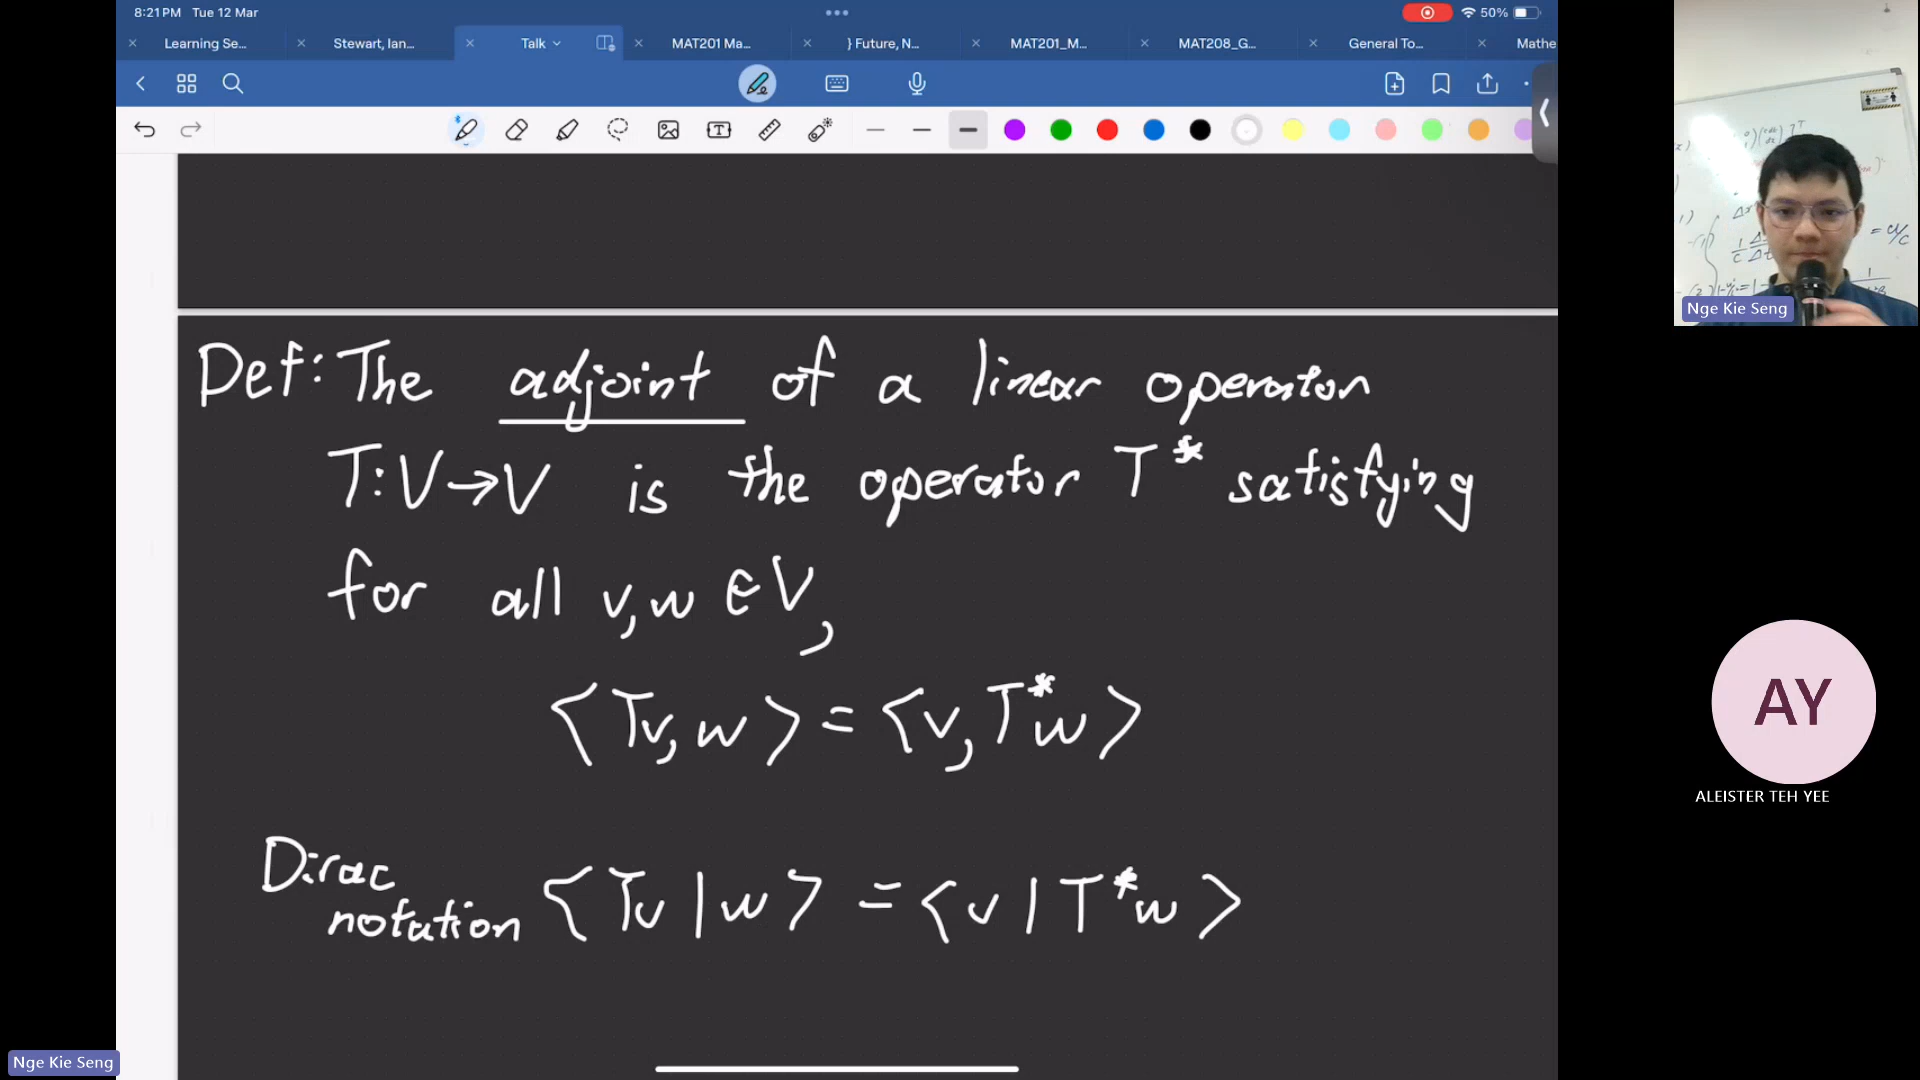 8:21 PM Tue 12 Mar
50%
Learning Se...
Stewart, Ian...
Talk
MAT201 Ma...
} Future, N...
MAT201_M...
MAT208_G...
General To...
Mathe
Def: The adjoint of a linear operator
T: V → V is the operator T* satisfying
for all v, w ∈ V,
⟨Tv, w⟩ = ⟨v, T*w⟩
Dirac
notation ⟨Tv | w⟩ = ⟨v | T*w⟩
Nge Kie Seng
AY
ALEISTER TEH YEE
Nge Kie Seng